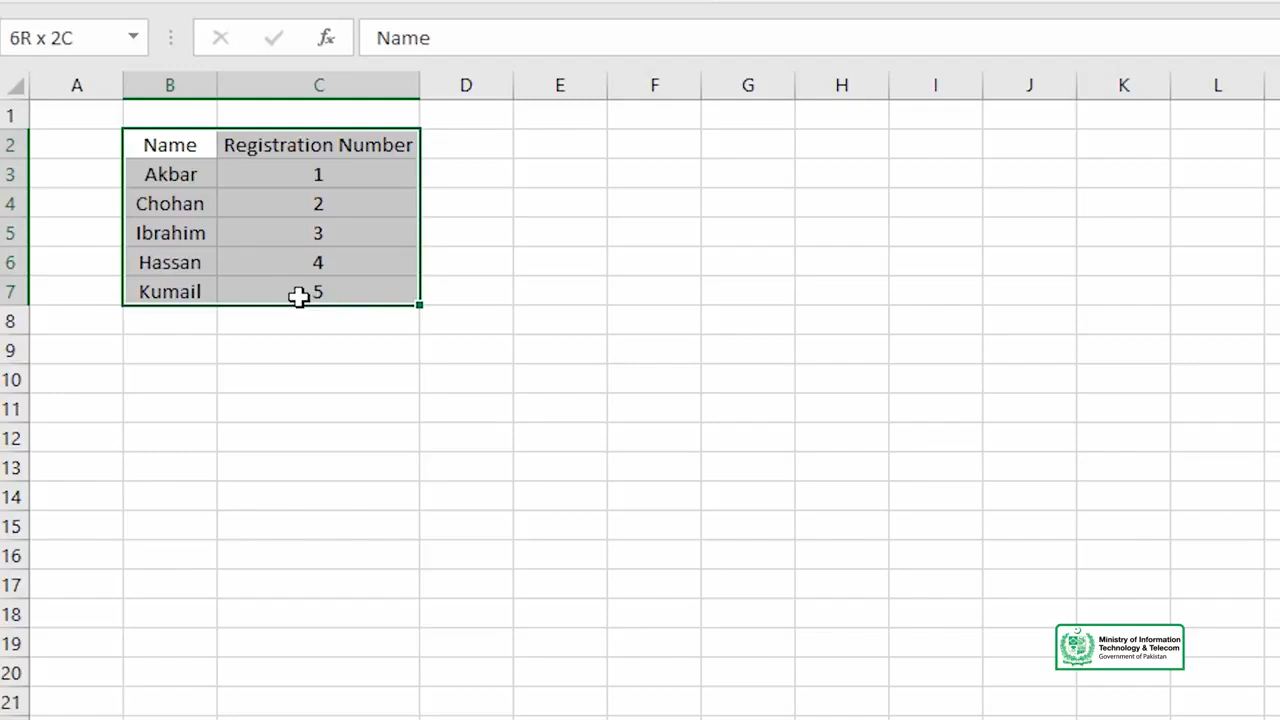 6R x 2C fx Name
A B C D E F G H I J K L
1
2 Name Registration Number
3 Akbar 1
4 Chohan 2
5 Ibrahim 3
6 Hassan 4
7 Kumail 5
8
9
10
11
12
13
14
15
16
17
18
19
20
21
Ministry of Information
Technology & Telecom
Government of Pakistan